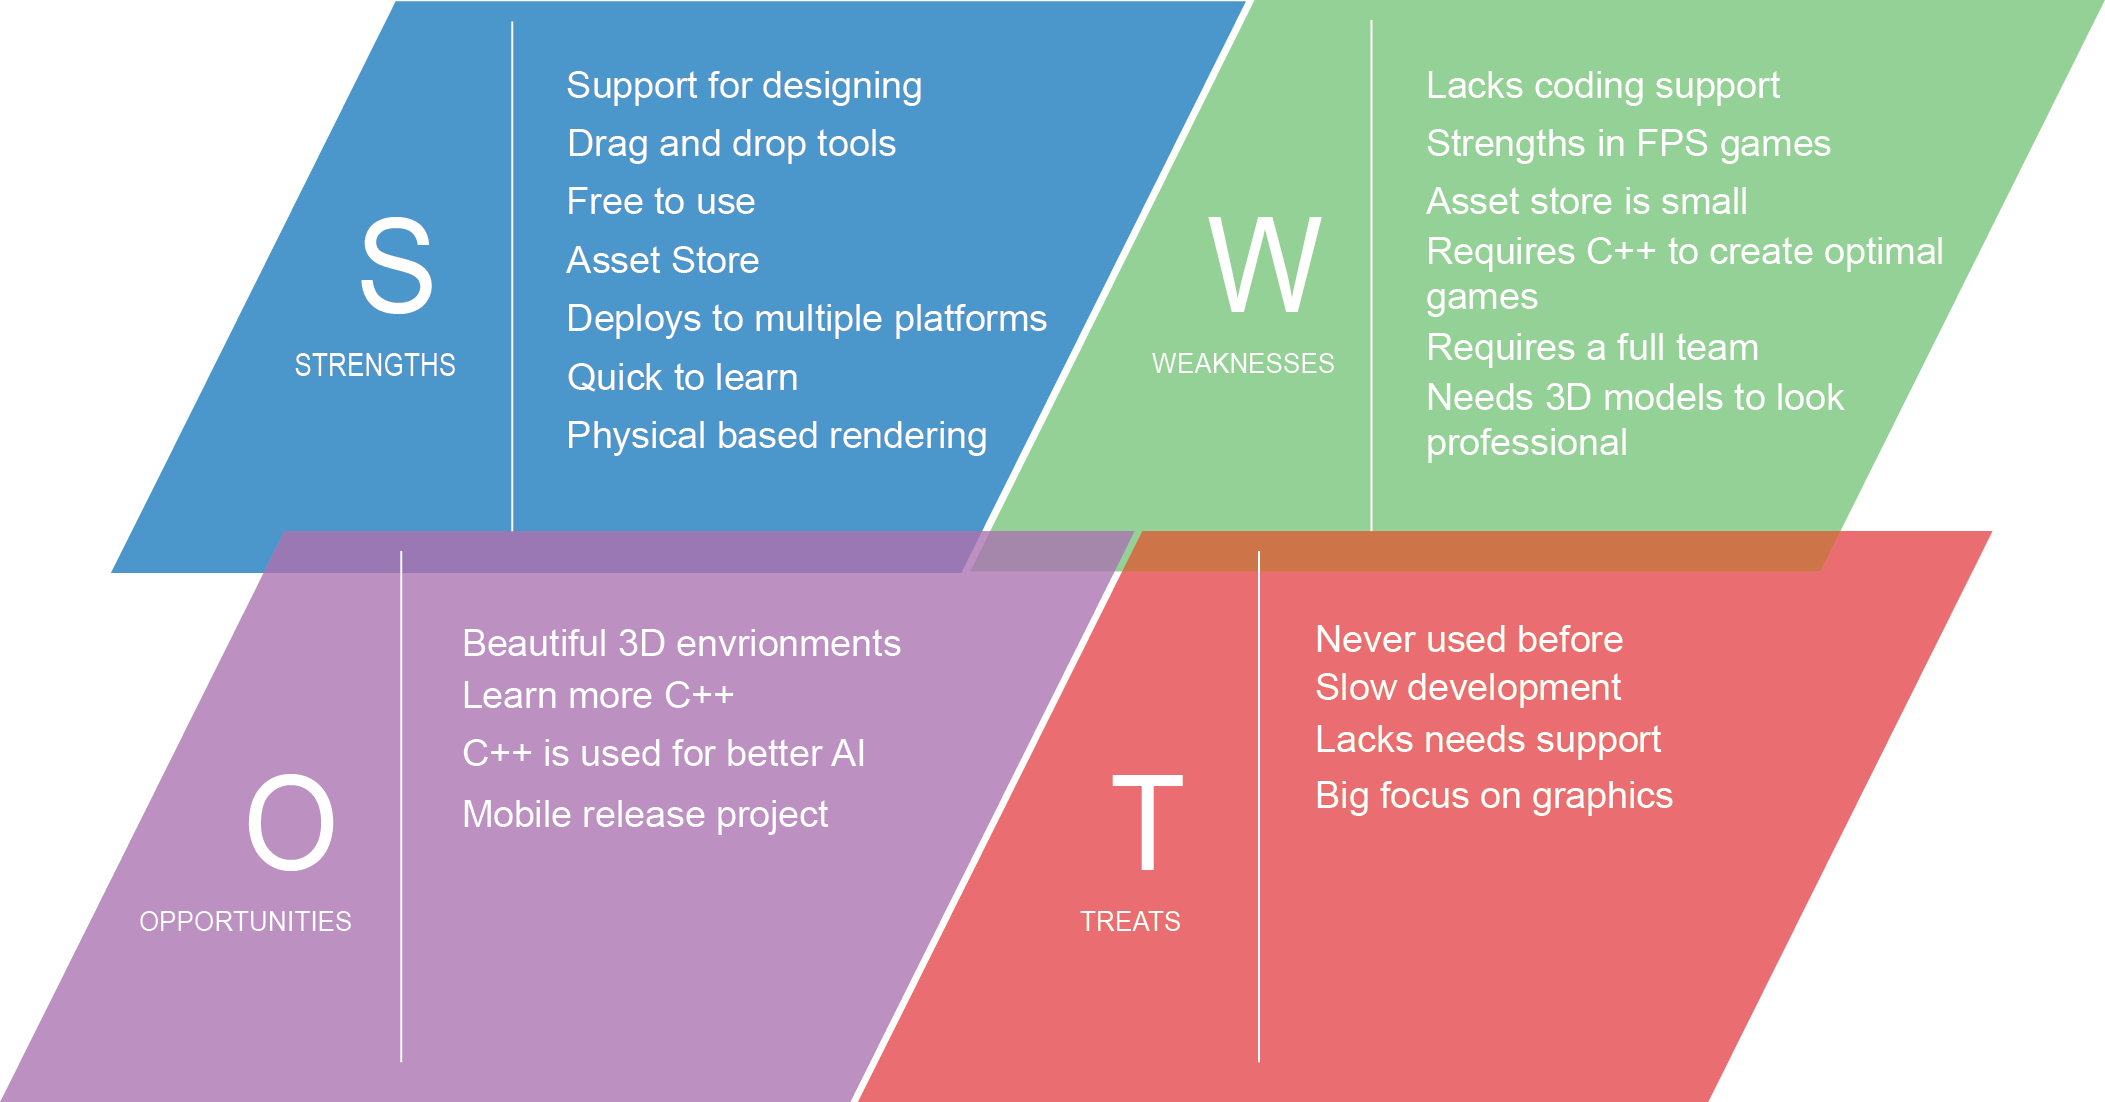 S
STRENGTHS
Support for designing
Drag and drop tools
Free to use
Asset Store
Deploys to multiple platforms
Quick to learn
Physical based rendering
W
WEAKNESSES
Lacks coding support
Strengths in FPS games
Asset store is small
Requires C++ to create optimal
games
Requires a full team
Needs 3D models to look
professional
O
OPPORTUNITIES
Beautiful 3D envrionments
Learn more C++
C++ is used for better AI
Mobile release project
T
TREATS
Never used before
Slow development
Lacks needs support
Big focus on graphics